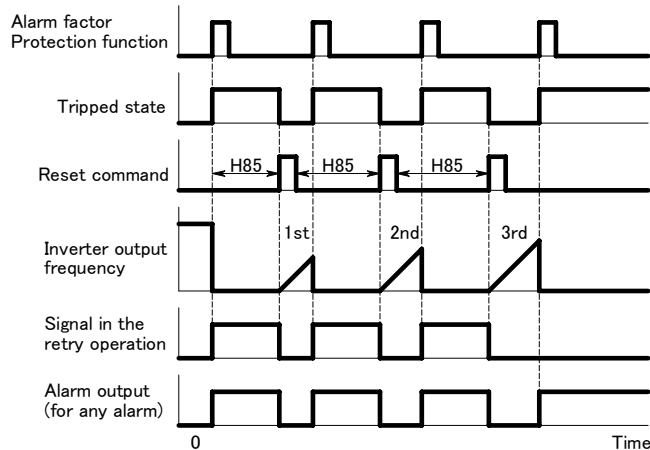 Alarm factor
Protection function
Tripped state
Reset command
H85
H85
H85
Inverter output
frequency
1st
2nd
3rd
Signal in the
retry operation
Alarm output
(for any alarm)
0
Time